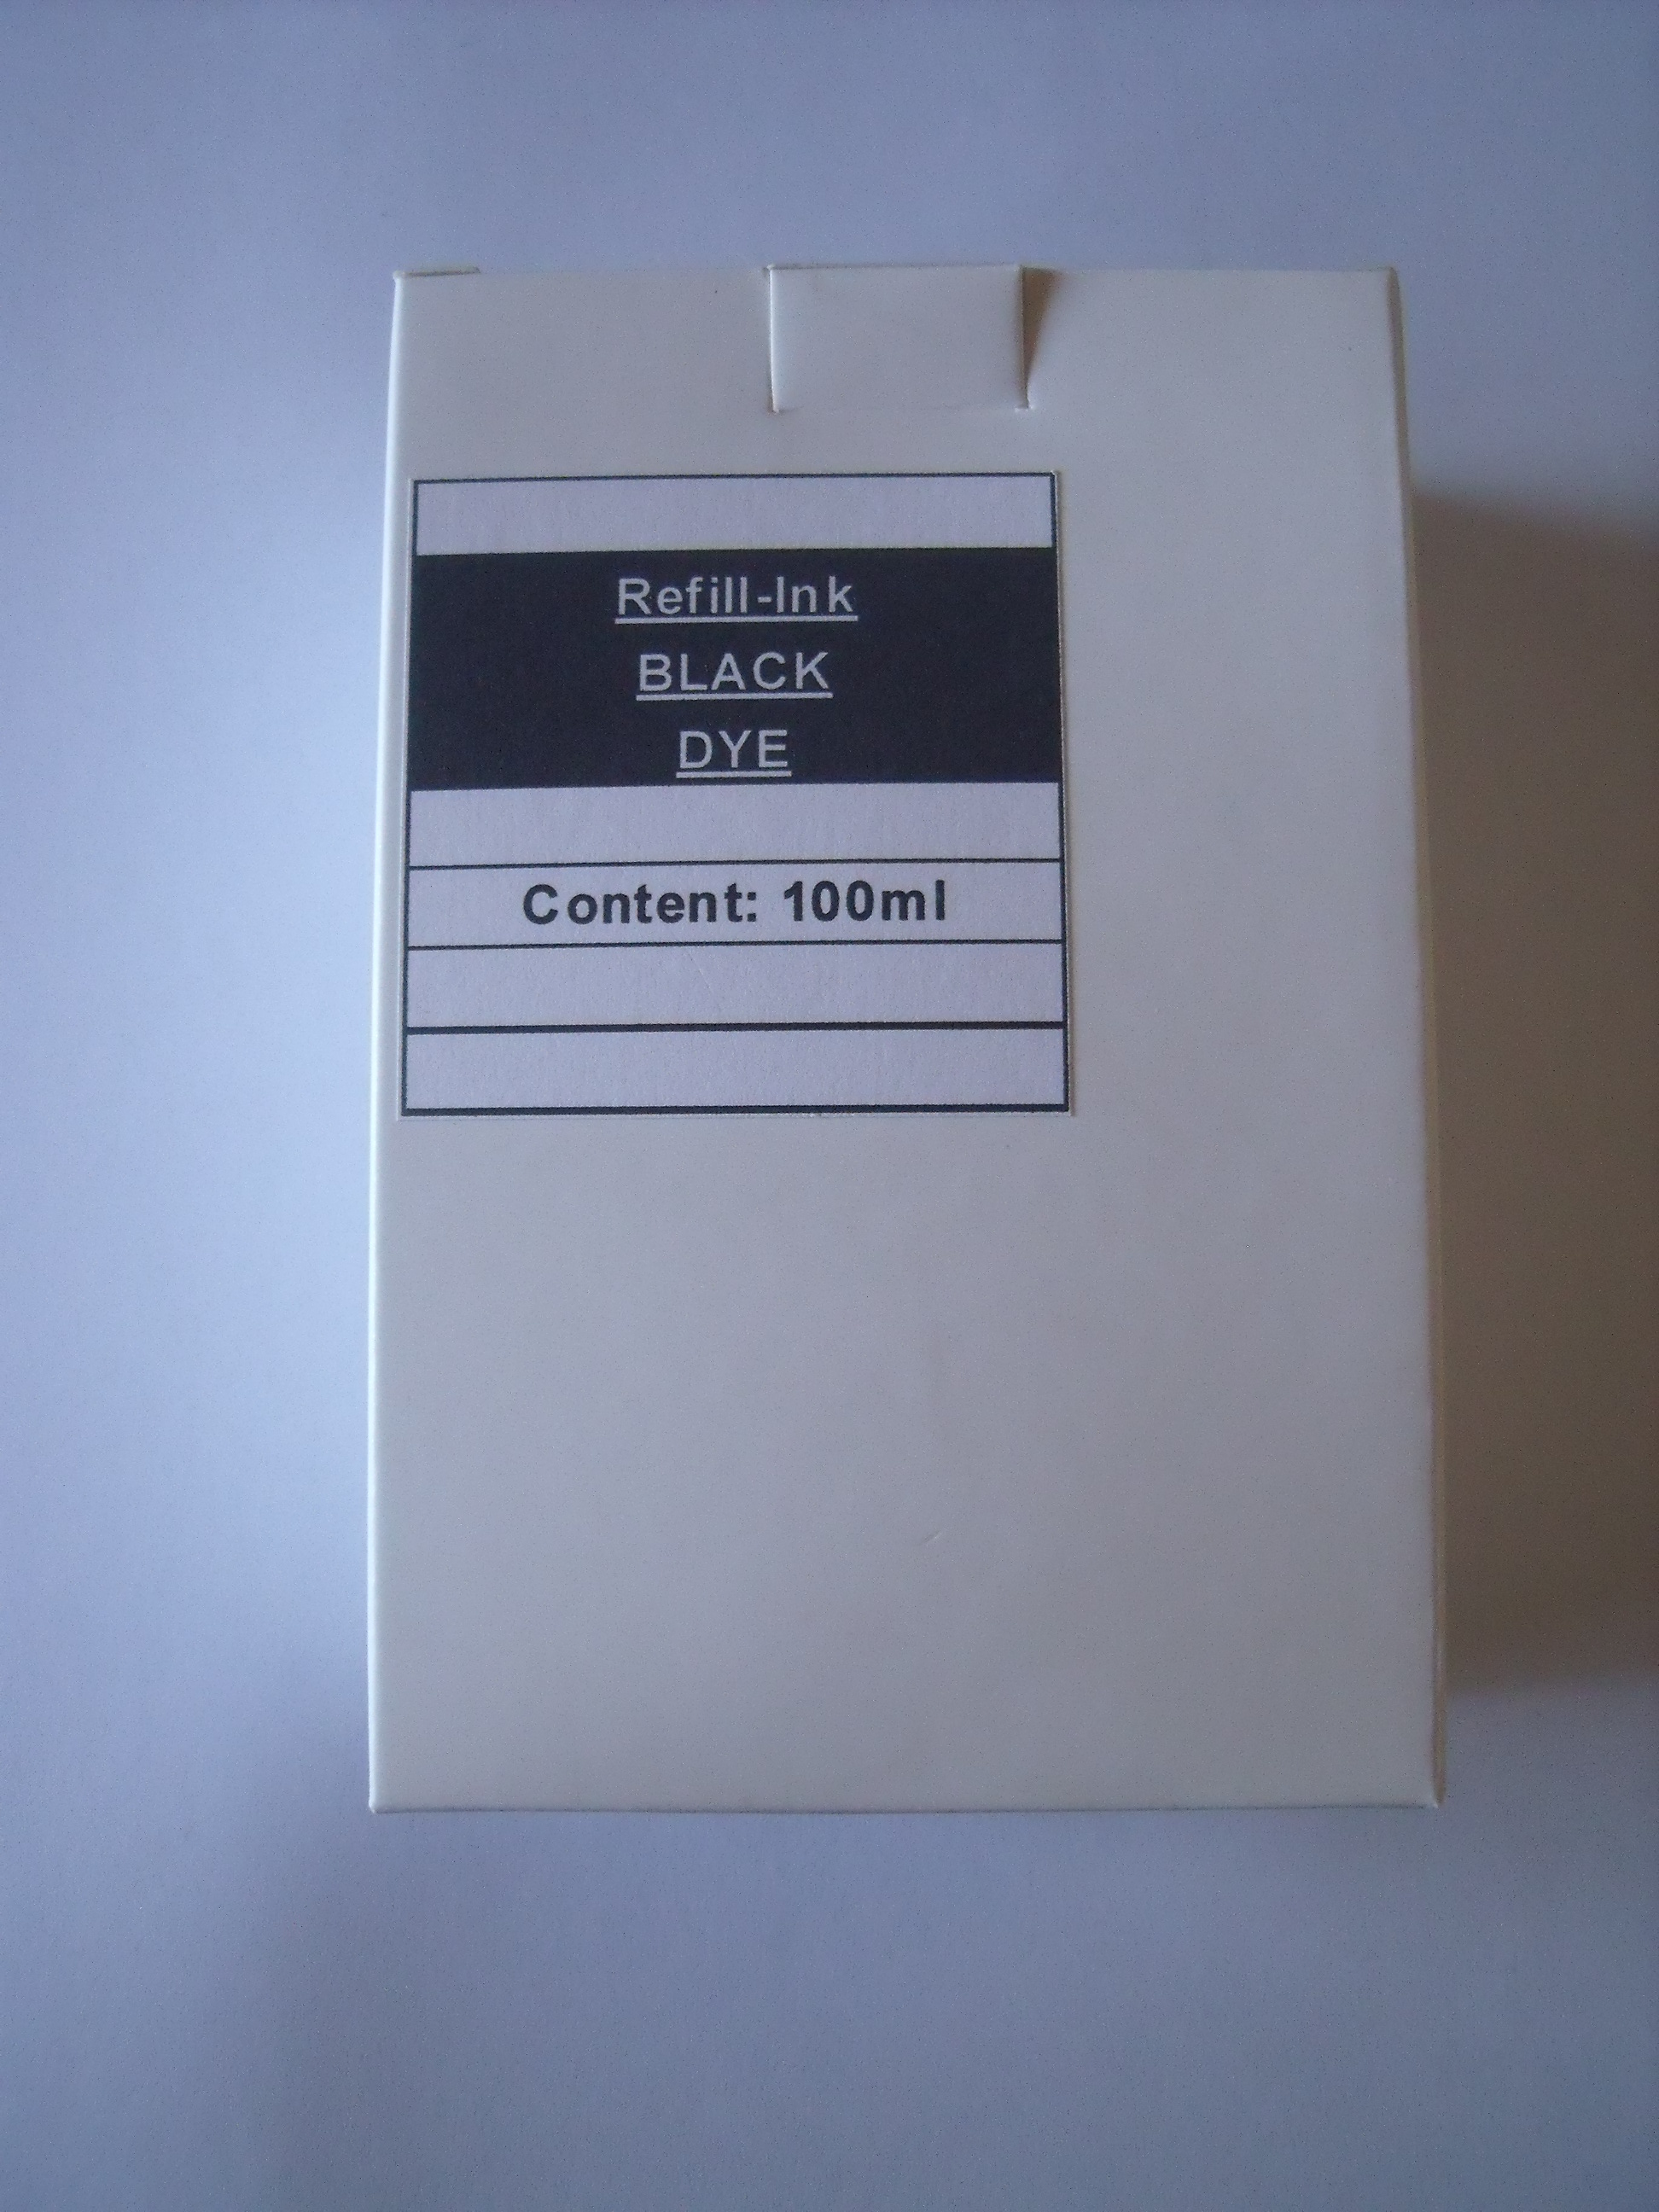 Refill-Ink
BLACK
DYE
Content: 100ml